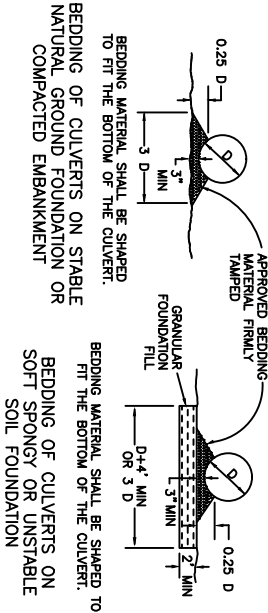 0.25 D
D
3"
MIN
3 D
BEDDING MATERIAL SHALL BE SHAPED
TO FIT THE BOTTOM OF THE CULVERT.
BEDDING OF CULVERTS ON STABLE
NATURAL GROUND FOUNDATION OR
COMPACTED EMBANKMENT
APPROVED BEDDING
MATERIAL FIRMLY
TAMPED
D
0.25 D
3" MIN
2'
MIN
GRANULAR
FOUNDATION
FILL
D+4' MIN
OR 3 D
BEDDING MATERIAL SHALL BE SHAPED TO
FIT THE BOTTOM OF THE CULVERT.
BEDDING OF CULVERTS ON
SOFT SPONGY OR UNSTABLE
SOIL FOUNDATION